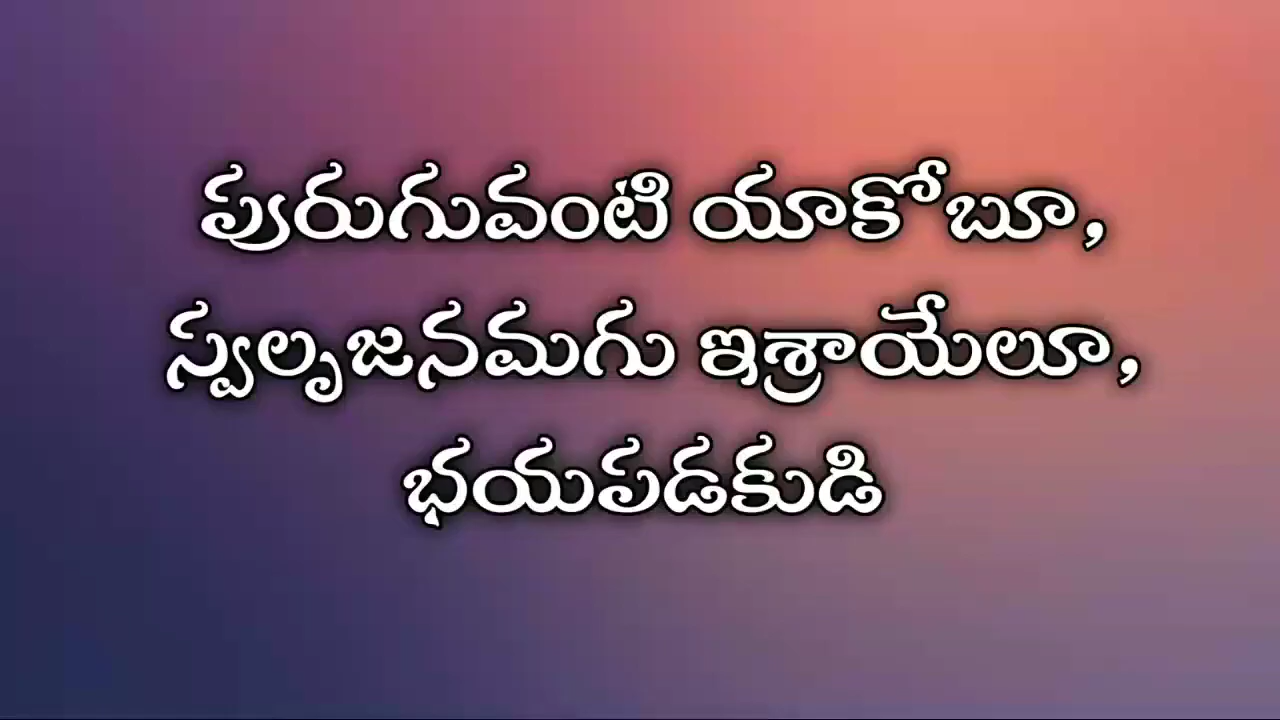 పురుగువంటి యాకోబూ,
స్వల్పజనమగు ఇశ్రాయేలూ,
భయపడకుడి